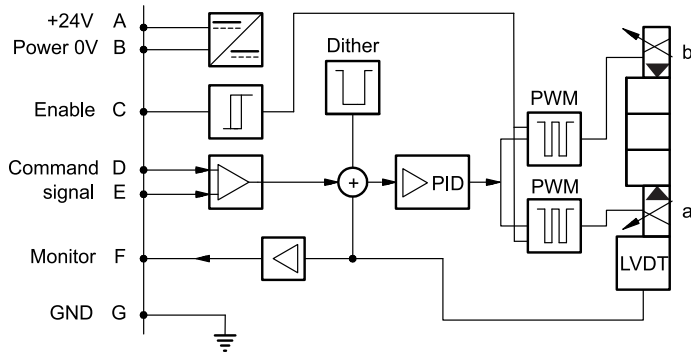 +24V A
Power 0V B
Dither
b
Enable C
PWM
Command D
signal E
PID
PWM
a
Monitor F
LVDT
GND G